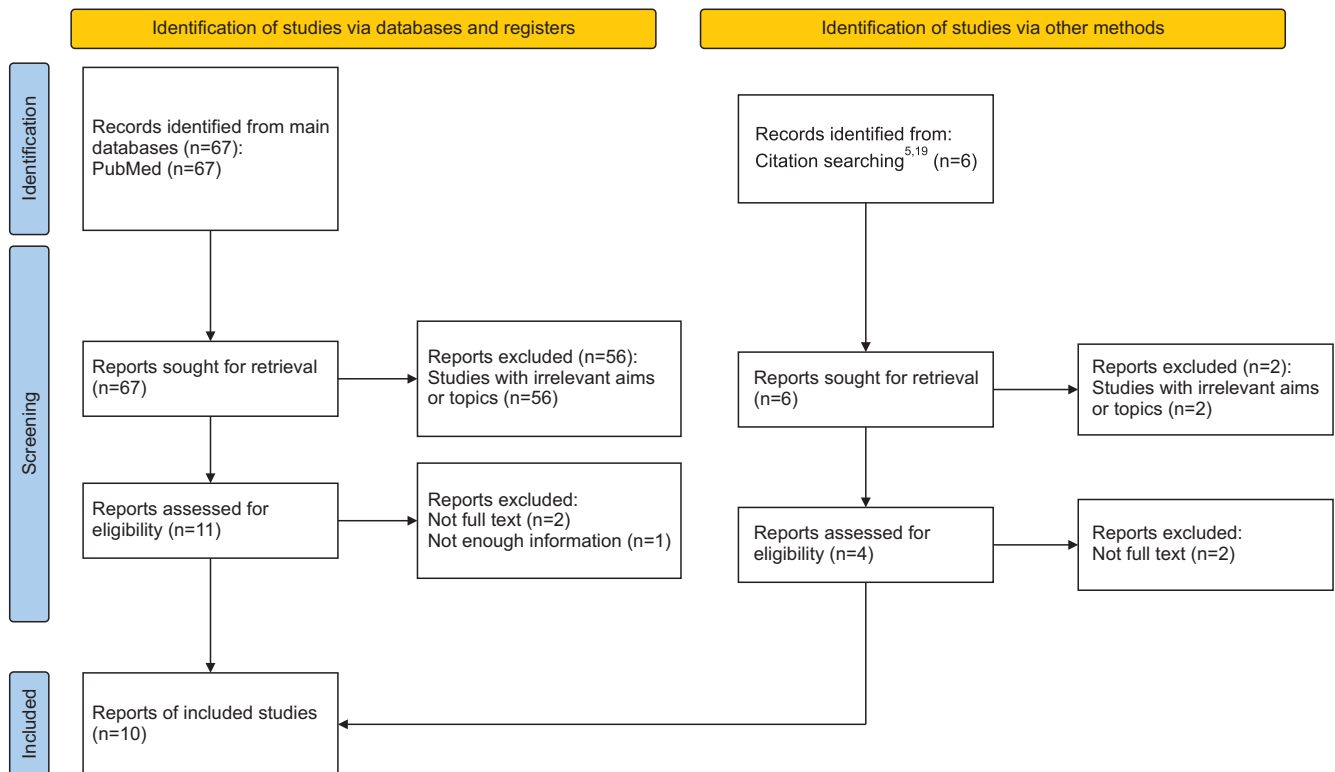 Identification of studies via databases and registers
Identification of studies via other methods
Identification
Records identified from main
databases (n=67):
PubMed (n=67)
Records identified from:
Citation searching5,19 (n=6)
Screening
Reports sought for retrieval
(n=67)
Reports excluded (n=56):
Studies with irrelevant aims
or topics (n=56)
Reports sought for retrieval
(n=6)
Reports excluded (n=2):
Studies with irrelevant aims
or topics (n=2)
Reports assessed for
eligibility (n=11)
Reports excluded:
Not full text (n=2)
Not enough information (n=1)
Reports assessed for
eligibility (n=4)
Reports excluded:
Not full text (n=2)
Included
Reports of included studies
(n=10)